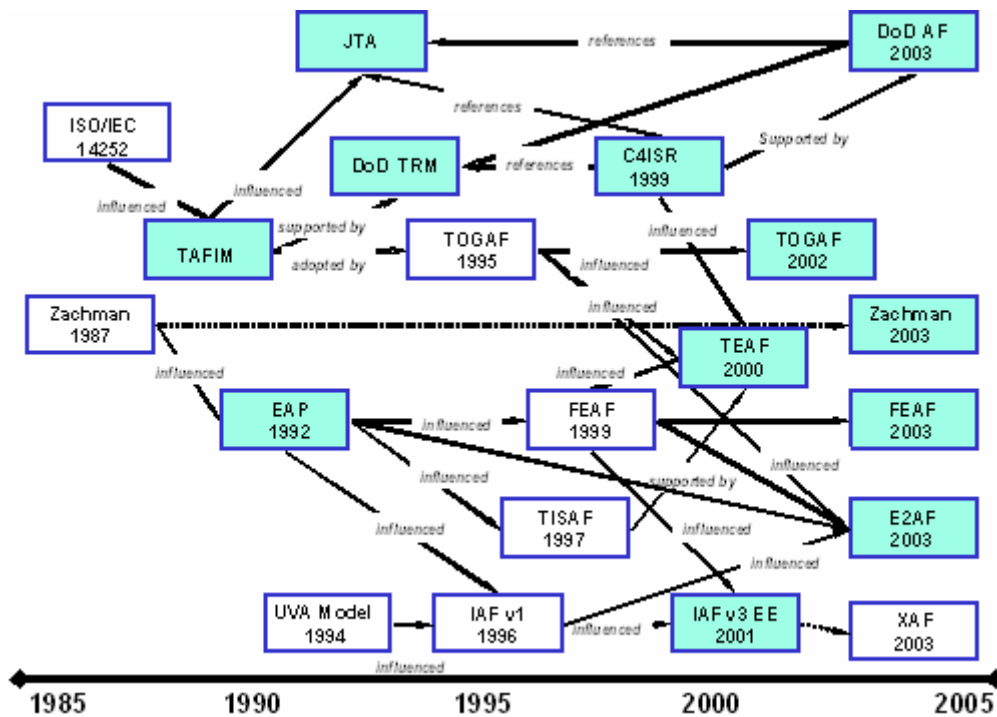 JTA
references
DoD AF
2003
ISO/IEC
14252
references
DoD TRM
references
C4ISR
1999
Supported by
influenced
influenced
TAFIM
supported by
adopted by
TOGAF
1995
influenced
influenced
TOGAF
2002
Zachman
1987
influenced
Zachman
2003
TEAF
2000
influenced
influenced
EAP
1992
influenced
FEAF
1999
FEAF
2003
influenced
influenced
supported by
TISAF
1997
E2AF
2003
influenced
influenced
UVA Model
1994
influenced
IAF v1
1996
influenced
IAF v3 EE
2001
XAF
2003
1985
1990
1995
2000
2005